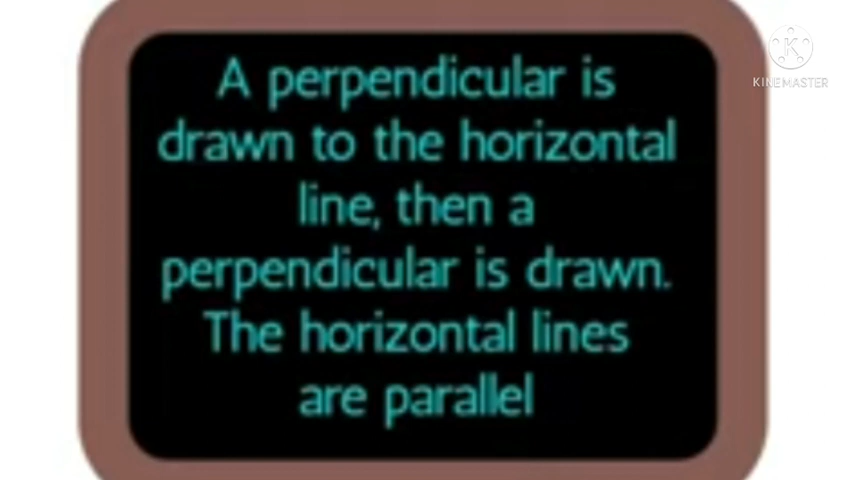 A perpendicular is
drawn to the horizontal
line, then a
perpendicular is drawn.
The horizontal lines
are parallel
K
KINEMASTER